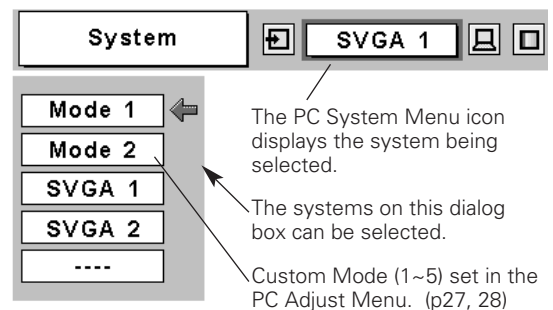 System
SVGA 1
Mode 1
Mode 2
SVGA 1
SVGA 2
----
The PC System Menu icon
displays the system being
selected.
The systems on this dialog
box can be selected.
Custom Mode (1~5) set in the
PC Adjust Menu. (p27, 28)